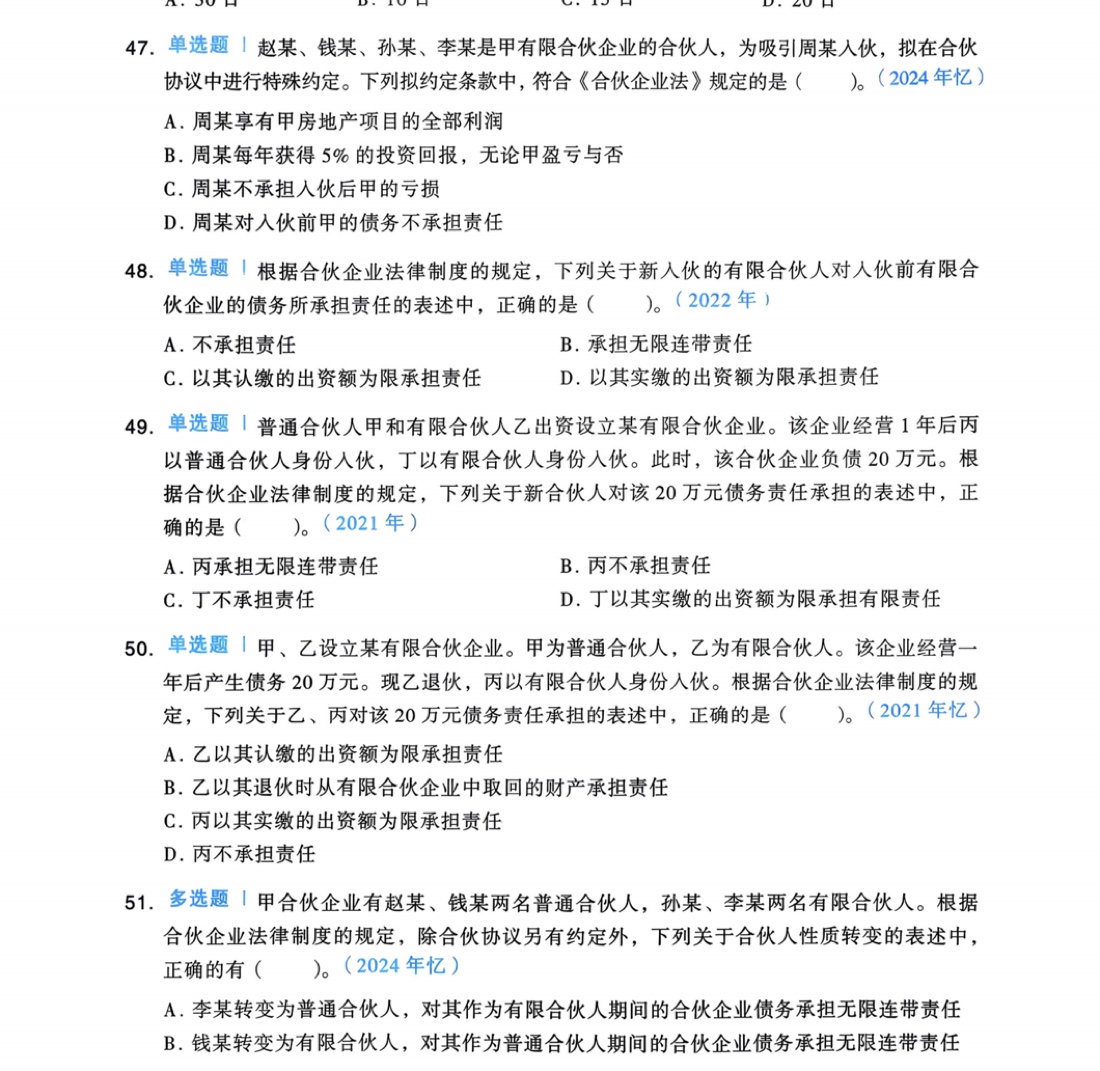 A. 30 日 B. 10 日 C. 15 日 D. 20 日
47. 单选题 | 赵某、钱某、孙某、李某是甲有限合伙企业的合伙人，为吸引周某入伙，拟在合伙
协议中进行特殊约定。下列拟约定条款中，符合《合伙企业法》规定的是（ ）。（2024 年忆）
A. 周某享有甲房地产项目的全部利润
B. 周某每年获得 5% 的投资回报，无论甲盈亏与否
C. 周某不承担入伙后甲的亏损
D. 周某对入伙前甲的债务不承担责任
48. 单选题 | 根据合伙企业法律制度的规定，下列关于新入伙的有限合伙人对入伙前有限合
伙企业的债务所承担责任的表述中，正确的是（ ）。（2022 年）
A. 不承担责任 B. 承担无限连带责任
C. 以其认缴的出资额为限承担责任 D. 以其实缴的出资额为限承担责任
49. 单选题 | 普通合伙人甲和有限合伙人乙出资设立某有限合伙企业。该企业经营 1 年后丙
以普通合伙人身份入伙，丁以有限合伙人身份入伙。此时，该合伙企业负债 20 万元。根
据合伙企业法律制度的规定，下列关于新合伙人对该 20 万元债务责任承担的表述中，正
确的是（ ）。（2021 年）
A. 丙承担无限连带责任 B. 丙不承担责任
C. 丁不承担责任 D. 丁以其实缴的出资额为限承担有限责任
50. 单选题 | 甲、乙设立某有限合伙企业。甲为普通合伙人，乙为有限合伙人。该企业经营一
年后产生债务 20 万元。现乙退伙，丙以有限合伙人身份入伙。根据合伙企业法律制度的规
定，下列关于乙、丙对该 20 万元债务责任承担的表述中，正确的是（ ）。（2021 年忆）
A. 乙以其认缴的出资额为限承担责任
B. 乙以其退伙时从有限合伙企业中取回的财产承担责任
C. 丙以其实缴的出资额为限承担责任
D. 丙不承担责任
51. 多选题 | 甲合伙企业有赵某、钱某两名普通合伙人，孙某、李某两名有限合伙人。根据
合伙企业法律制度的规定，除合伙协议另有约定外，下列关于合伙人性质转变的表述中，
正确的有（ ）。（2024 年忆）
A. 李某转变为普通合伙人，对其作为有限合伙人期间的合伙企业债务承担无限连带责任
B. 钱某转变为有限合伙人，对其作为普通合伙人期间的合伙企业债务承担无限连带责任